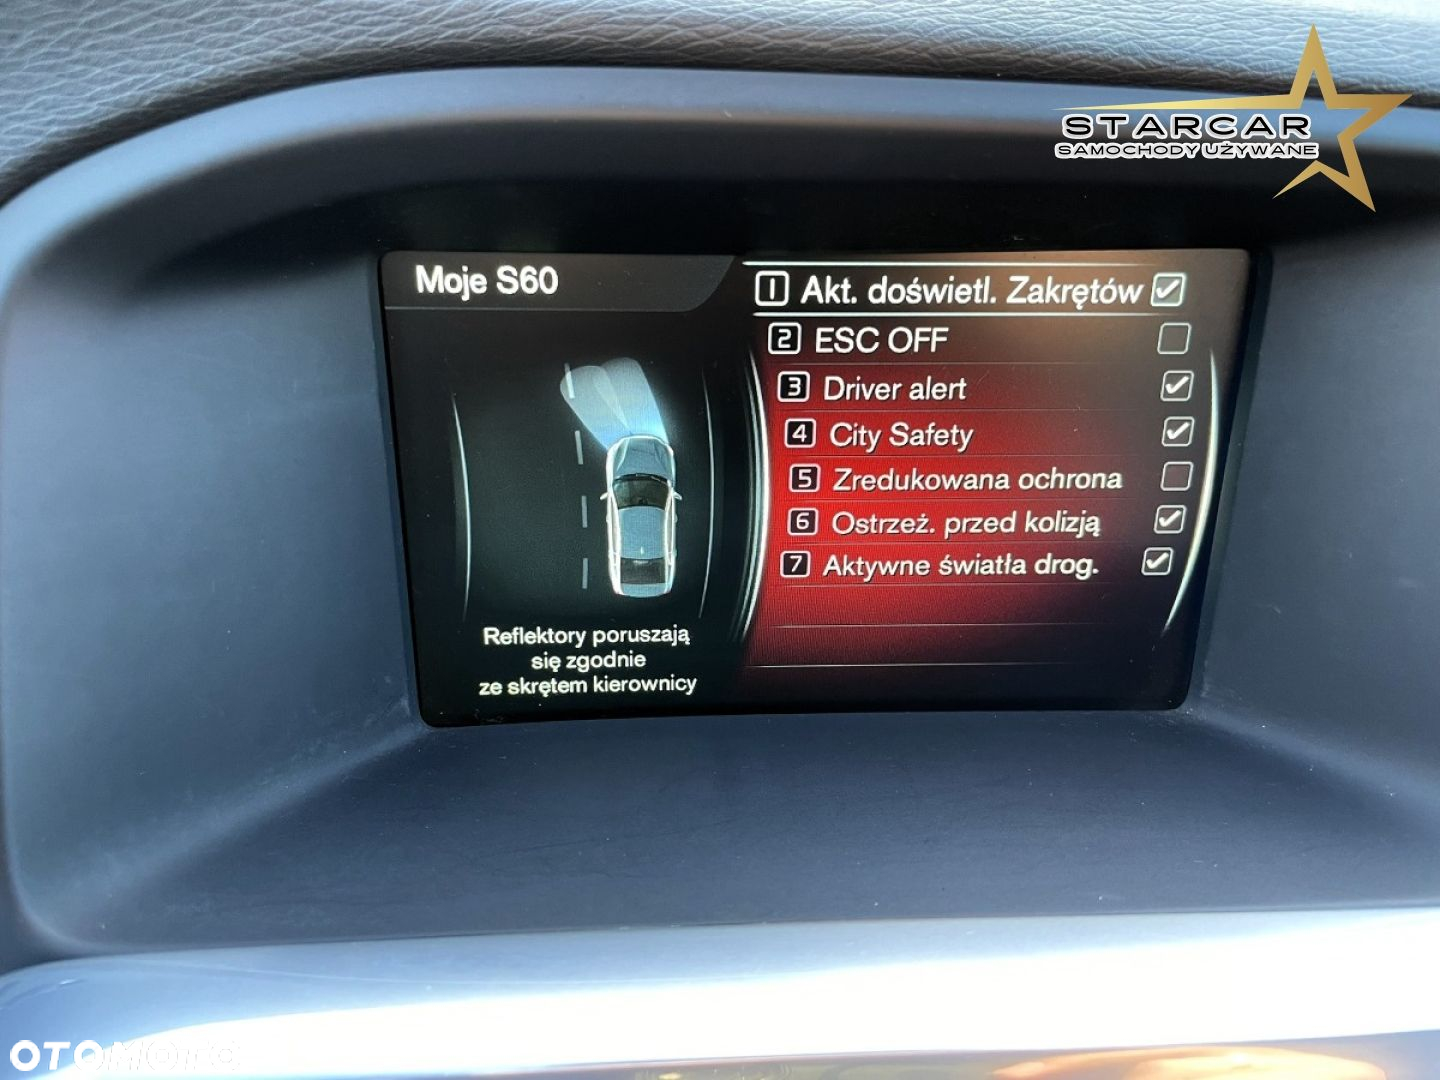 STARCAR
SAMOCHODY UŻYWANE
Moje S60
1 Akt. doświetl. Zakrętów
2 ESC OFF
3 Driver alert
4 City Safety
5 Zredukowana ochrona
6 Ostrzeż. przed kolizją
7 Aktywne światła drog.
Reflektory poruszają
się zgodnie
ze skrętem kierownicy
OTOMOTO